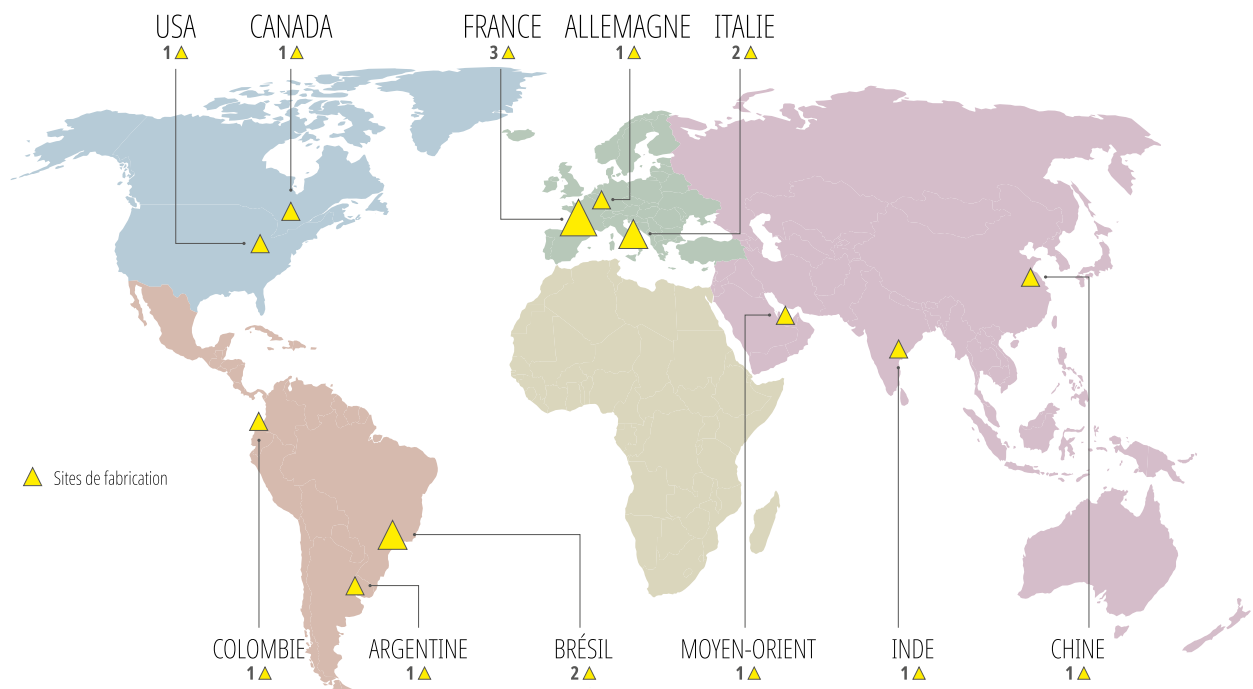 USA
1
CANADA
1
FRANCE
3
ALLEMAGNE
1
ITALIE
2
Sites de fabrication
COLOMBIE
1
ARGENTINE
1
BRÉSIL
2
MOYEN-ORIENT
1
INDE
1
CHINE
1